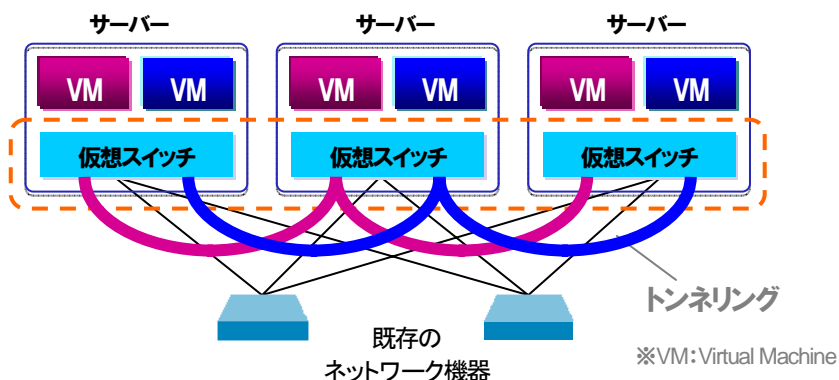 サーバー
サーバー
サーバー
VM
VM
VM
VM
VM
VM
仮想スイッチ
仮想スイッチ
仮想スイッチ
トンネリング
既存の
ネットワーク機器
※VM:Virtual Machine